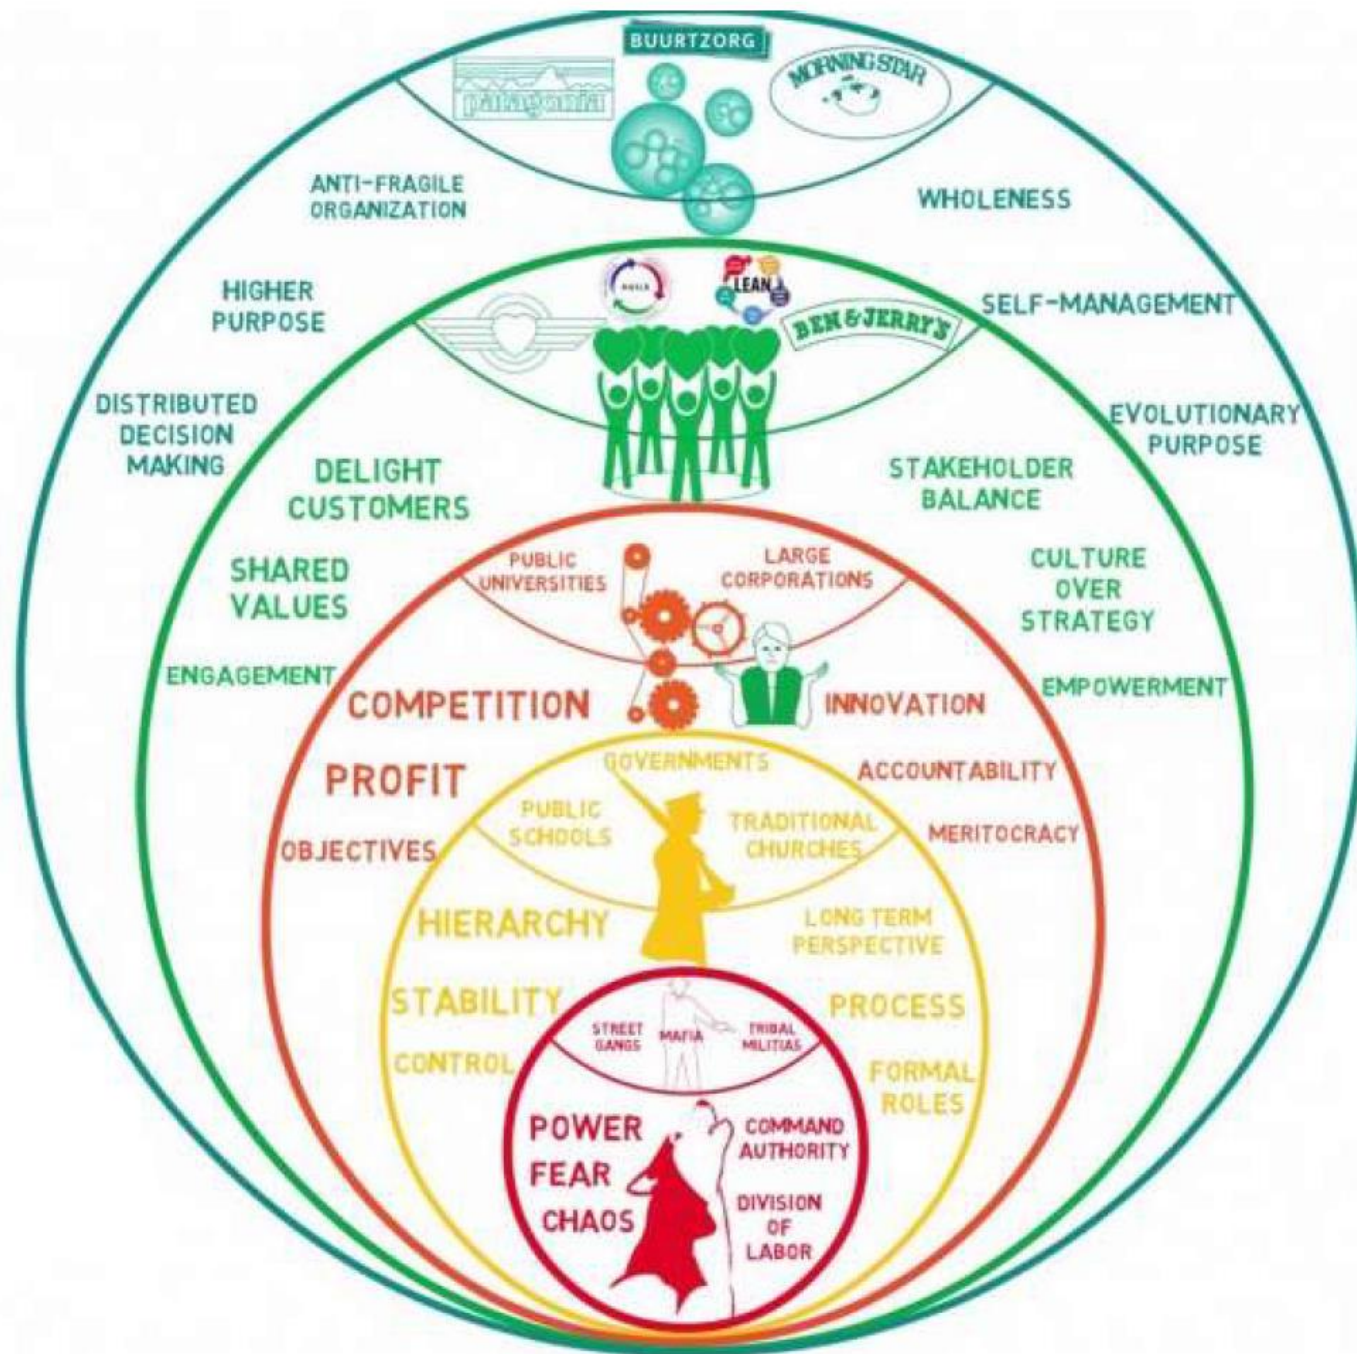 BUURTZORG
patagonia
MORNING STAR
ANTI-FRAGILE
ORGANIZATION
WHOLENESS
HIGHER
PURPOSE
SELF-MANAGEMENT
DISTRIBUTED
DECISION
MAKING
EVOLUTIONARY
PURPOSE
AGILE
LEAN
BEN & JERRY'S
DELIGHT
CUSTOMERS
STAKEHOLDER
BALANCE
SHARED
VALUES
CULTURE
OVER
STRATEGY
ENGAGEMENT
EMPOWERMENT
PUBLIC
UNIVERSITIES
LARGE
CORPORATIONS
COMPETITION
INNOVATION
PROFIT
ACCOUNTABILITY
OBJECTIVES
MERITOCRACY
GOVERNMENTS
PUBLIC
SCHOOLS
TRADITIONAL
CHURCHES
HIERARCHY
LONG TERM
PERSPECTIVE
STABILITY
PROCESS
CONTROL
FORMAL
ROLES
STREET
GANGS
MAFIA
TRIBAL
MILITIAS
POWER
FEAR
CHAOS
COMMAND
AUTHORITY
DIVISION
OF
LABOR